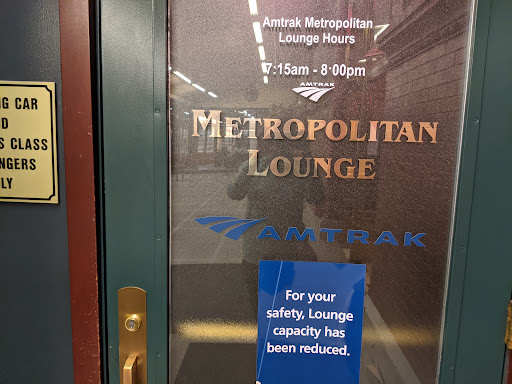 Amtrak Metropolitan
Lounge Hours
7:15am - 8:00pm
AMTRAK
METROPOLITAN
LOUNGE
AMTRAK
For your
safety, Lounge
capacity has
been reduced.
NG CAR
S CLASS
NGERS
LY